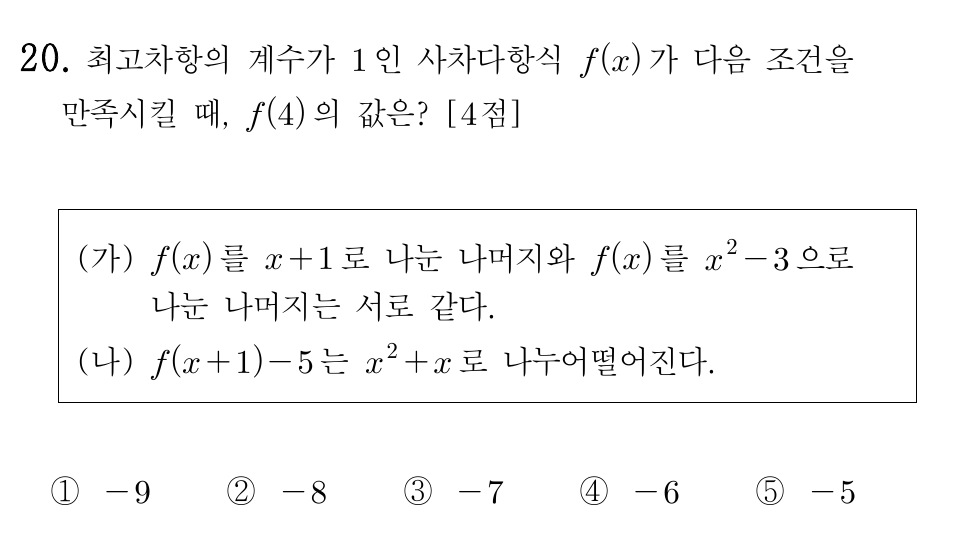 20. 최고차항의 계수가 1인 사차다항식 f(x)가 다음 조건을
만족시킬 때, f(4)의 값은? [4점]
(가) f(x)를 x+1로 나눈 나머지와 f(x)를 x²-3으로
나눈 나머지는 서로 같다.
(나) f(x+1)-5는 x²+x로 나누어떨어진다.
① -9 ② -8 ③ -7 ④ -6 ⑤ -5